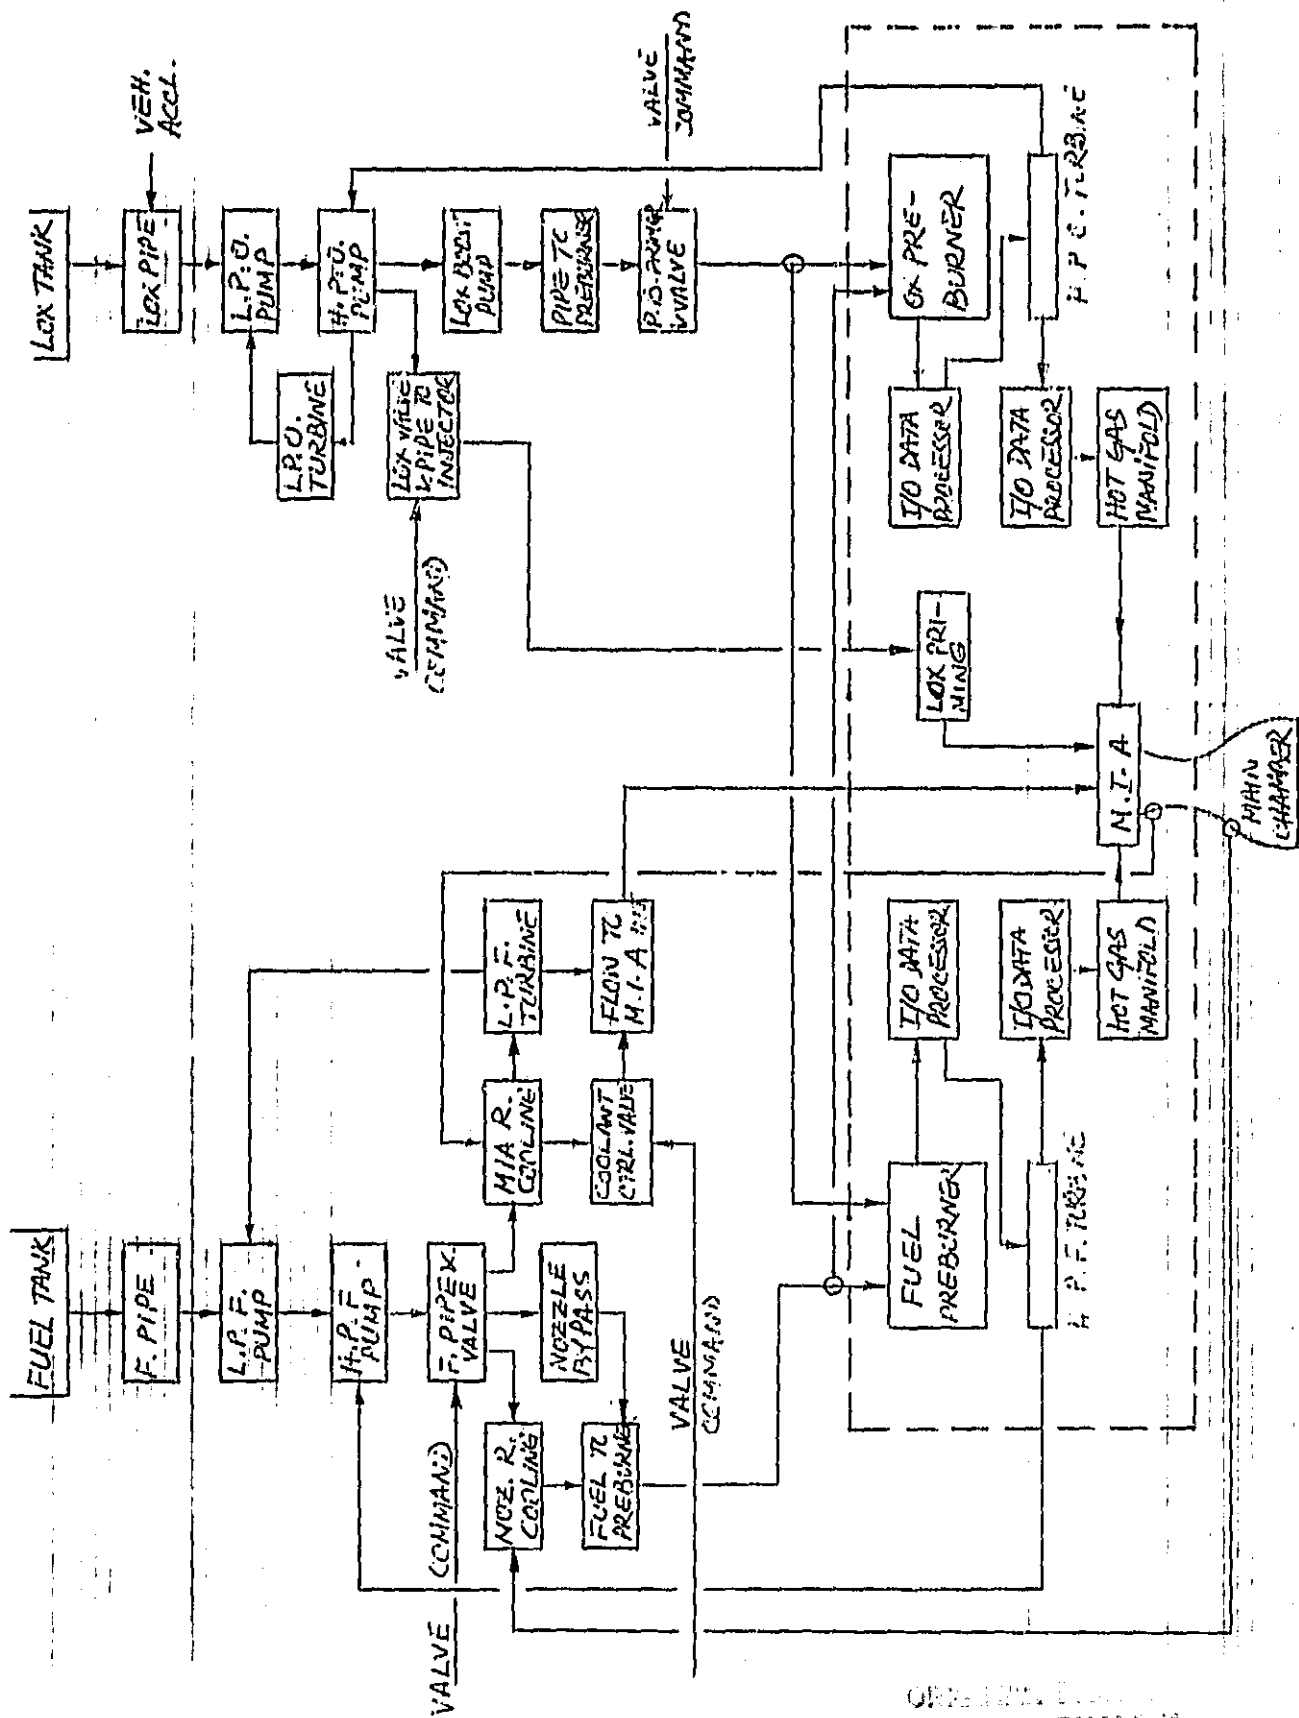 FUEL TANK
F. PIPE
L. P. F.
PUMP
H. P. F
PUMP
F. PIPE &
VALVE
VALVE COMMAND
NOZ. R.
COOLING
NOZZLE
BYPASS
MIA R.
COOLING
L. P. F.
TURBINE
FUEL TO
PREBURNER
COOLANT
CTRL. VALVE
FLOW TO
M. I. A
VALVE
COMMAND
LOX TANK
LOX PIPE
VEH.
ACCL.
L. P. O.
PUMP
L.P.O.
TURBINE
H. P. O.
PUMP
LOX VALVE
& PIPE TO
INJECTOR
VALVE
COMMAND
LOX BOOST
PUMP
PIPE TO
PREBURNER
VALVE
VALVE
COMMAND
FUEL
PREBURNER
I/O DATA
PROCESSOR
H. P. F. TURBINE
I/O DATA
PROCESSOR
HOT GAS
MANIFOLD
LOX PRI-
MING
M. I. A
MAIN
CHAMBER
OX PRE-
BURNER
I/O DATA
PROCESSOR
H. P. O. TURBINE
I/O DATA
PROCESSOR
HOT GAS
MANIFOLD